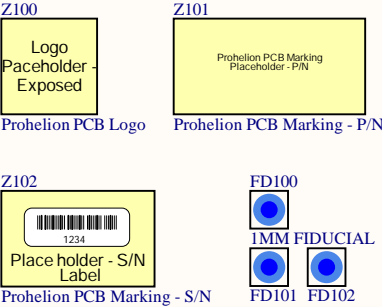 Z100
Logo
Paceholder -
Exposed
Prohelion PCB Logo
Z101
Prohelion PCB Marking
Placeholder - P/N
Prohelion PCB Marking - P/N
Z102
1234
Place holder - S/N
Label
Prohelion PCB Marking - S/N
FD100
1MM FIDUCIAL
FD101 FD102